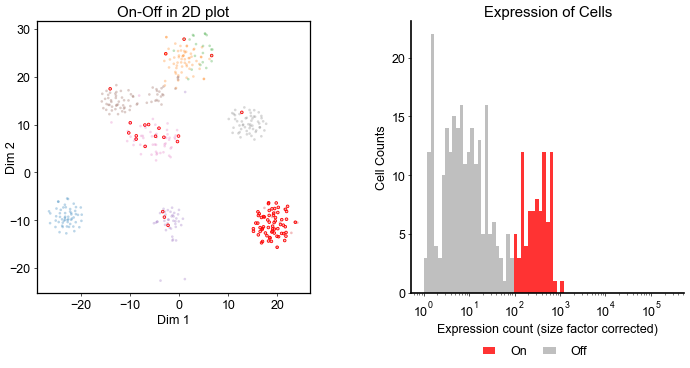 On-Off in 2D plot
30
20
10
0
−10
−20
−20
−10
0
10
20
Dim 2
Dim 1
Expression of Cells
20
15
10
5
0
10^0
10^1
10^2
10^3
10^4
10^5
Cell Counts
Expression count (size factor corrected)
On
Off